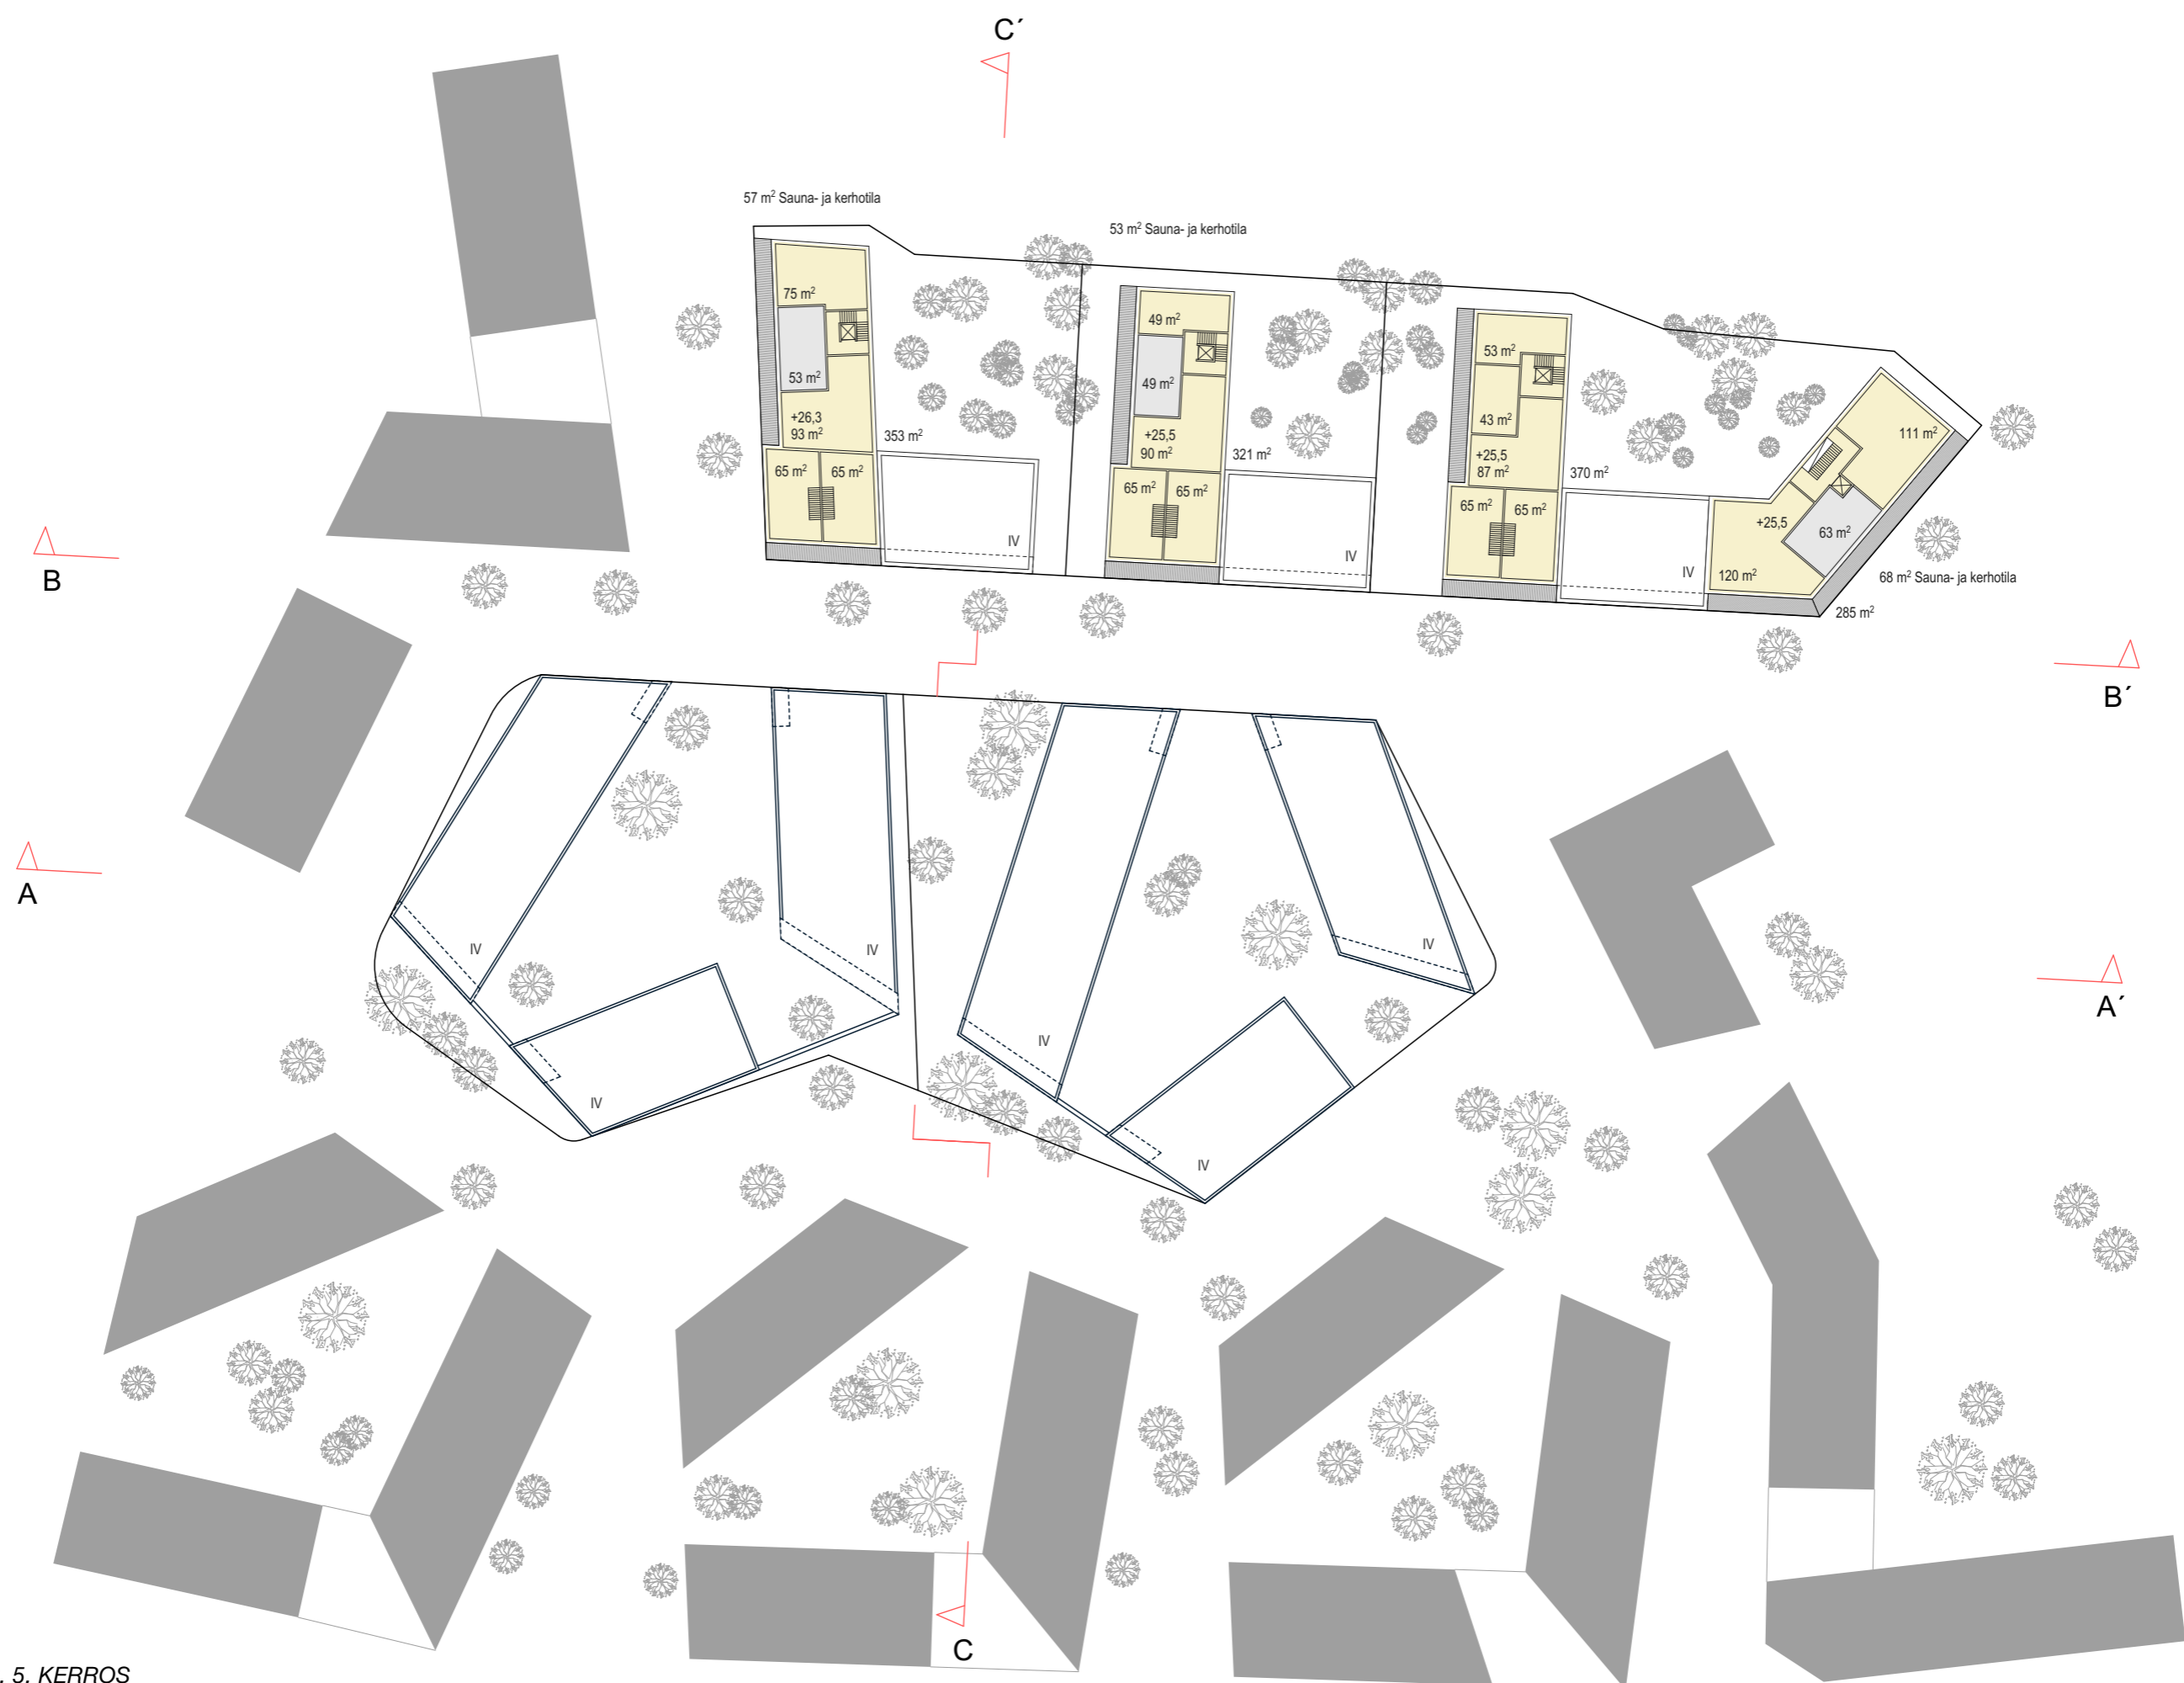 C´
57 m² Sauna- ja kerhotila
53 m² Sauna- ja kerhotila
75 m²
53 m²
+26,3
93 m²
353 m²
65 m²
65 m²
IV
49 m²
49 m²
+25,5
90 m²
321 m²
65 m²
65 m²
IV
53 m²
43 m²
+25,5
87 m²
370 m²
65 m²
65 m²
IV
111 m²
+25,5
63 m²
120 m²
68 m² Sauna- ja kerhotila
285 m²
B
B´
A
A´
IV
IV
IV
IV
IV
IV
C
. 5. KERROS